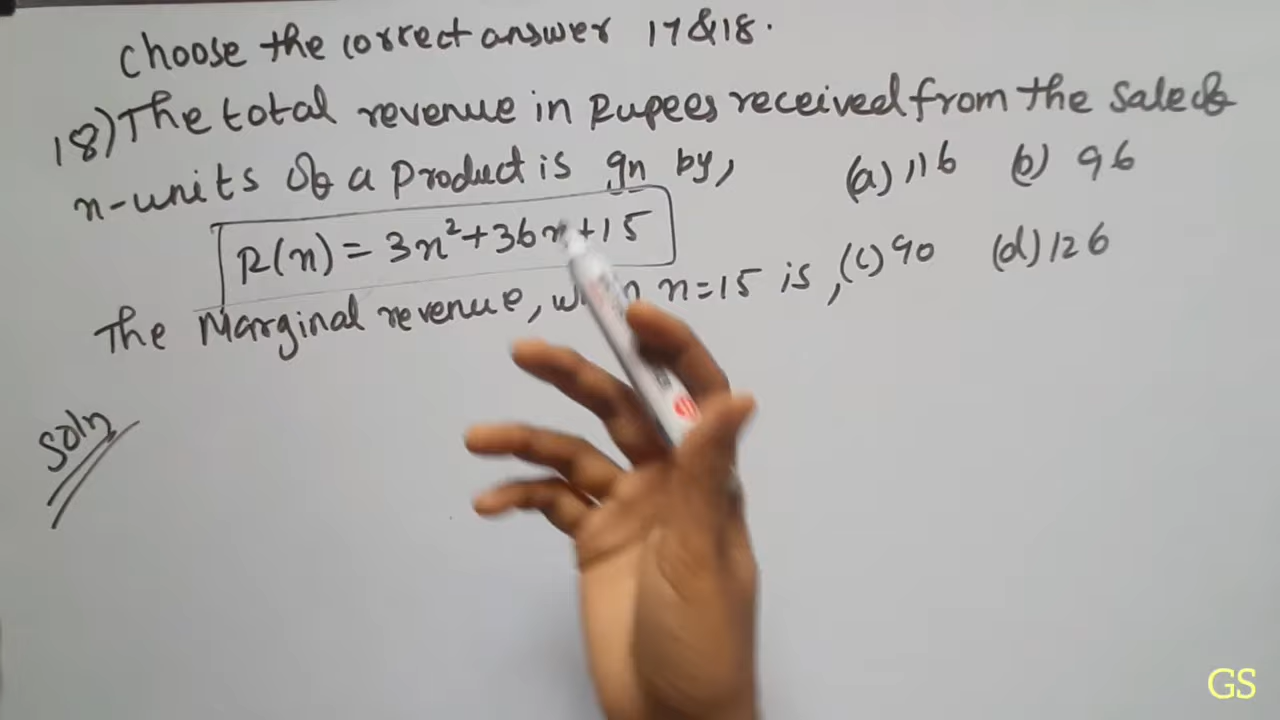 Choose the correct answer 17 & 18.
18) The total revenue in Rupees received from the sale of
x-units of a product is gn by,
(a) 116 (b) 96
R(x) = 3x² + 36x + 15
The Marginal revenue, when x = 15 is,
(c) 90 (d) 126
Soln
GS